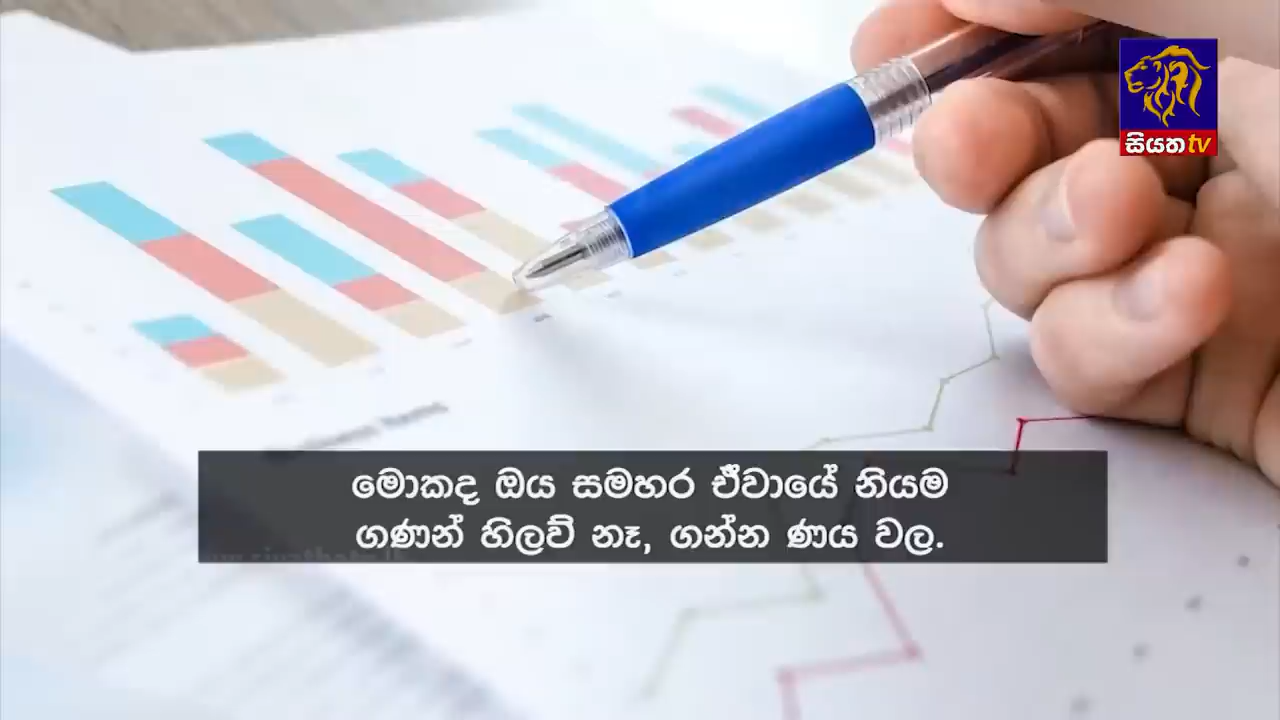 සියත tv
මොකද ඔය සමහර ඒවායේ නියම
ගණන් හිලව් නෑ, ගන්න ණය වල.